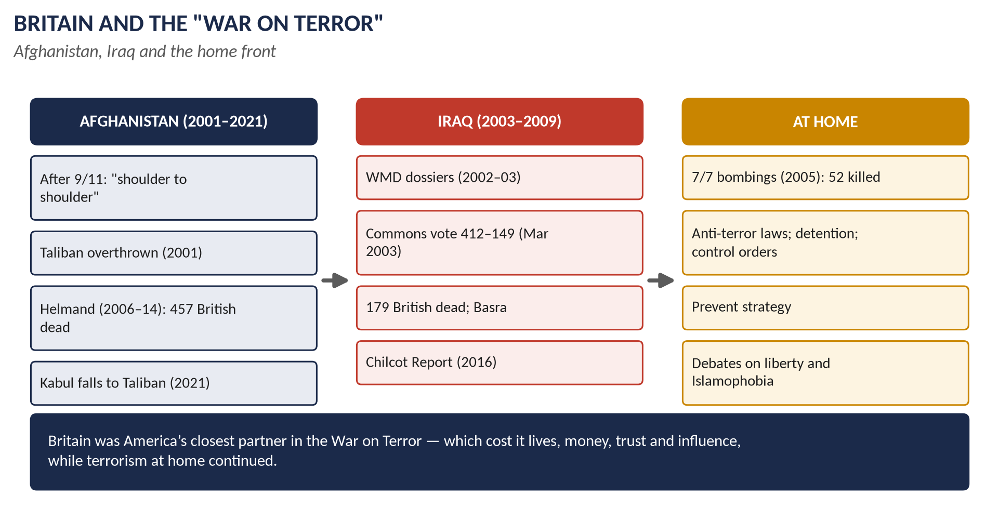 BRITAIN AND THE "WAR ON TERROR"
Afghanistan, Iraq and the home front
AFGHANISTAN (2001–2021)
After 9/11: "shoulder to
shoulder"
Taliban overthrown (2001)
Helmand (2006–14): 457 British
dead
Kabul falls to Taliban (2021)
IRAQ (2003–2009)
WMD dossiers (2002–03)
Commons vote 412–149 (Mar
2003)
179 British dead; Basra
Chilcot Report (2016)
AT HOME
7/7 bombings (2005): 52 killed
Anti-terror laws; detention;
control orders
Prevent strategy
Debates on liberty and
Islamophobia
Britain was America’s closest partner in the War on Terror — which cost it lives, money, trust and influence,
while terrorism at home continued.